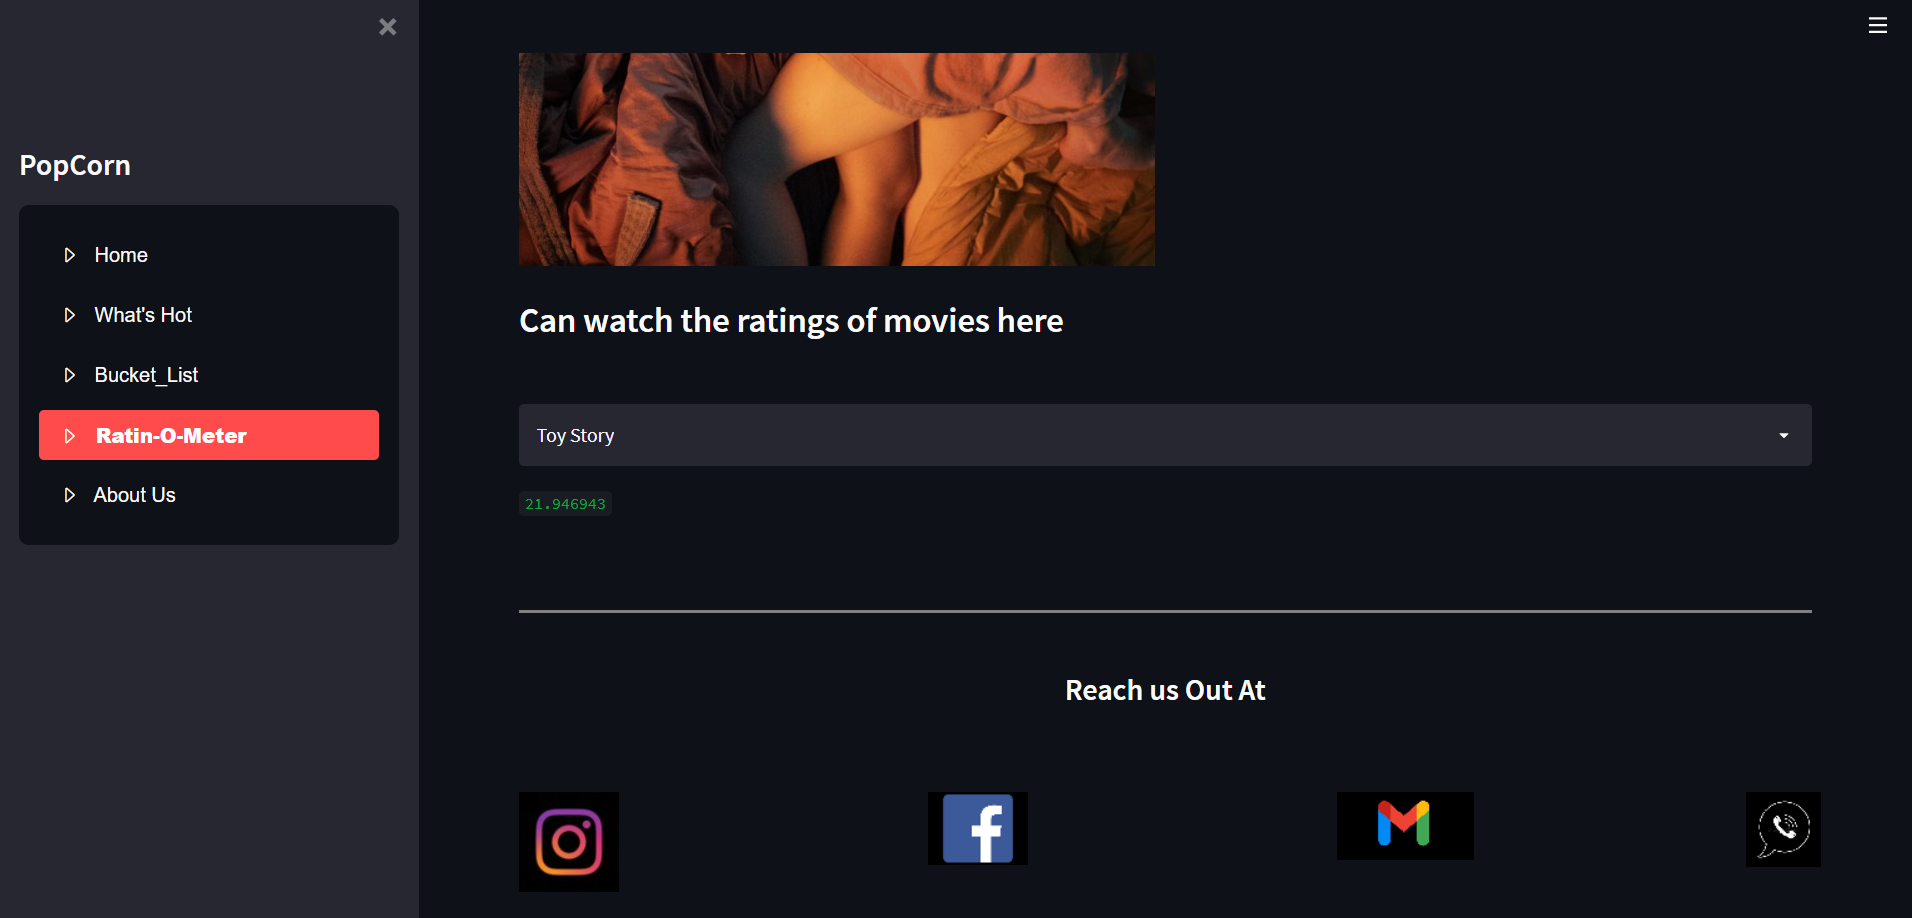 PopCorn
Home
What's Hot
Bucket_List
Ratin-O-Meter
About Us
Can watch the ratings of movies here
Toy Story
21.946943
Reach us Out At